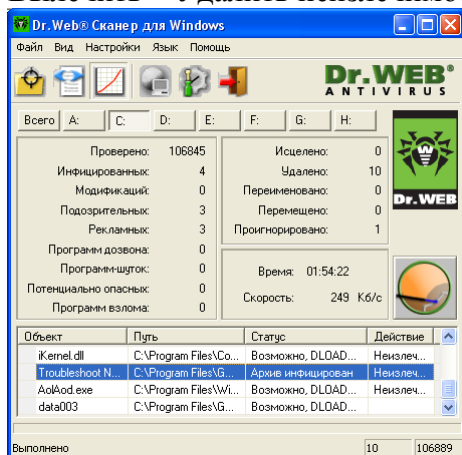 Dr.Web® Сканер для Windows
Файл Вид Настройки Язык Помощь
Dr.WEB®
ANTIVIRUS
Всего A: C: D: E: F: G: H:
Проверено: 106845
Инфицированных: 4
Модификаций: 0
Подозрительных: 3
Рекламных: 3
Программ дозвона: 0
Программ-шуток: 0
Потенциально опасных: 0
Программ взлома: 0
Исцелено: 0
Удалено: 10
Переименовано: 0
Перемещено: 0
Проигнорировано: 1
Время: 01:54:22
Скорость: 249 Кб/с
Dr.WEB
Объект Путь Статус Действие
iKernel.dll C:\Program Files\Co... Возможно, DLOAD... Неизлеч...
Troubleshoot N... C:\Program Files\G... Архив инфицирован Неизлеч...
AolAod.exe C:\Program Files\Wi... Возможно, DLOAD... Неизлеч...
data003 C:\Program Files\G... Возможно, DLOAD...
Выполнено 10 106889